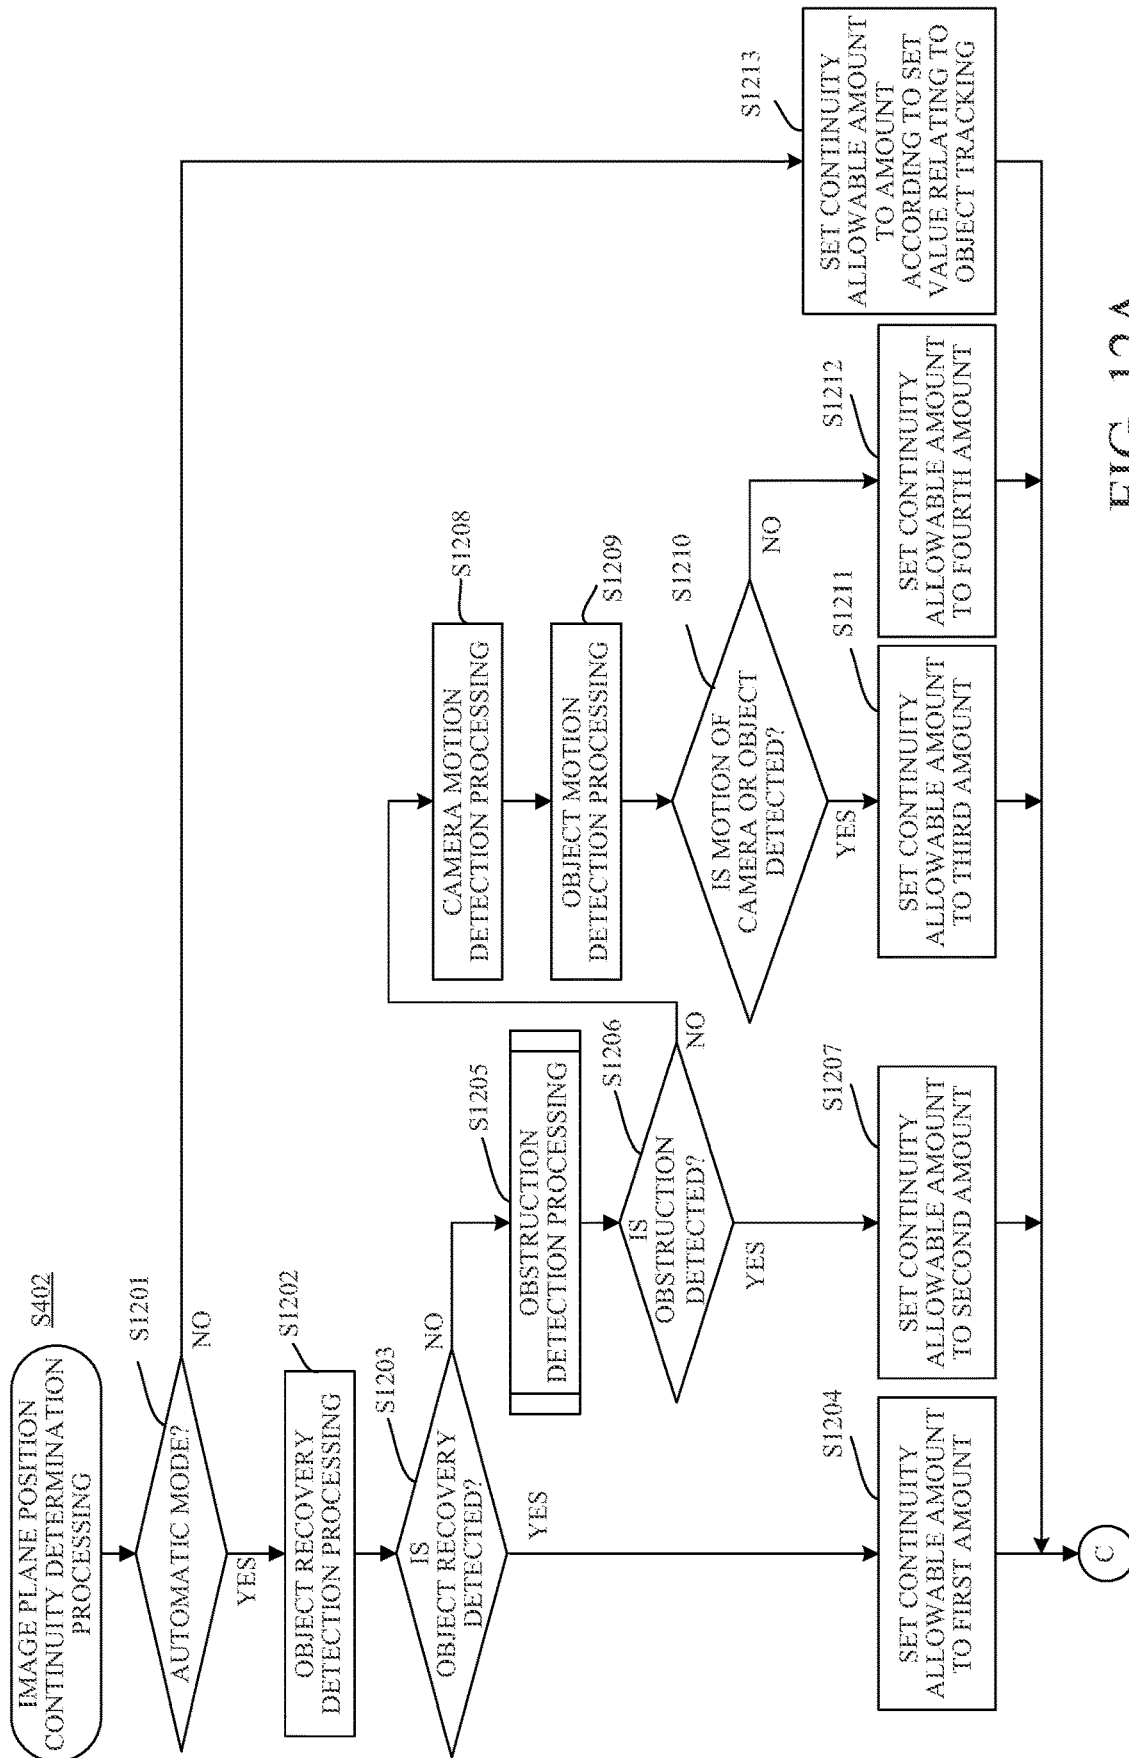 S402
IMAGE PLANE POSITION
CONTINUITY DETERMINATION
PROCESSING
S1201
AUTOMATIC MODE?
NO
YES
S1202
OBJECT RECOVERY
DETECTION PROCESSING
S1203
IS
OBJECT RECOVERY
DETECTED?
NO
YES
S1204
SET CONTINUITY
ALLOWABLE AMOUNT
TO FIRST AMOUNT
S1205
OBSTRUCTION
DETECTION PROCESSING
S1206
IS
OBSTRUCTION
DETECTED?
NO
YES
S1207
SET CONTINUITY
ALLOWABLE AMOUNT
TO SECOND AMOUNT
S1208
CAMERA MOTION
DETECTION PROCESSING
S1209
OBJECT MOTION
DETECTION PROCESSING
S1210
IS MOTION OF
CAMERA OR OBJECT
DETECTED?
NO
YES
S1211
SET CONTINUITY
ALLOWABLE AMOUNT
TO THIRD AMOUNT
S1212
SET CONTINUITY
ALLOWABLE AMOUNT
TO FOURTH AMOUNT
S1213
SET CONTINUITY
ALLOWABLE AMOUNT
TO AMOUNT
ACCORDING TO SET
VALUE RELATING TO
OBJECT TRACKING
C
FIG. 12A